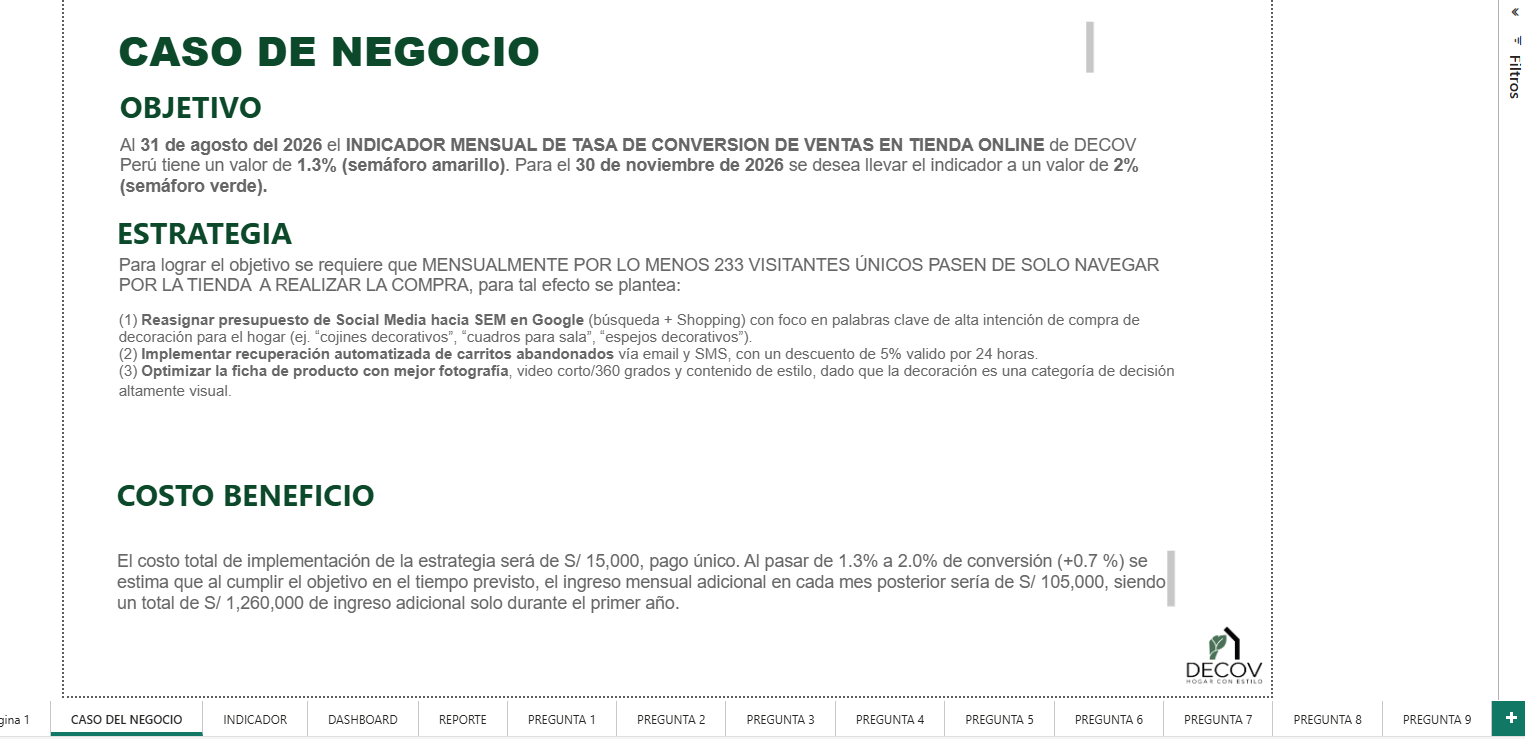 CASO DE NEGOCIO
«
Filtros
OBJETIVO
Al 31 de agosto del 2026 el INDICADOR MENSUAL DE TASA DE CONVERSION DE VENTAS EN TIENDA ONLINE de DECOV
Perú tiene un valor de 1.3% (semáforo amarillo). Para el 30 de noviembre de 2026 se desea llevar el indicador a un valor de 2%
(semáforo verde).
ESTRATEGIA
Para lograr el objetivo se requiere que MENSUALMENTE POR LO MENOS 233 VISITANTES ÚNICOS PASEN DE SOLO NAVEGAR
POR LA TIENDA  A REALIZAR LA COMPRA, para tal efecto se plantea:
(1) Reasignar presupuesto de Social Media hacia SEM en Google (búsqueda + Shopping) con foco en palabras clave de alta intención de compra de
decoración para el hogar (ej. “cojines decorativos”, “cuadros para sala”, “espejos decorativos”).
(2) Implementar recuperación automatizada de carritos abandonados vía email y SMS, con un descuento de 5% valido por 24 horas.
(3) Optimizar la ficha de producto con mejor fotografía, video corto/360 grados y contenido de estilo, dado que la decoración es una categoría de decisión
altamente visual.
COSTO BENEFICIO
El costo total de implementación de la estrategia será de S/ 15,000, pago único. Al pasar de 1.3% a 2.0% de conversión (+0.7 %) se
estima que al cumplir el objetivo en el tiempo previsto, el ingreso mensual adicional en cada mes posterior sería de S/ 105,000, siendo
un total de S/ 1,260,000 de ingreso adicional solo durante el primer año.
DECOV
HOGAR CON ESTILO
gina 1
CASO DEL NEGOCIO
INDICADOR
DASHBOARD
REPORTE
PREGUNTA 1
PREGUNTA 2
PREGUNTA 3
PREGUNTA 4
PREGUNTA 5
PREGUNTA 6
PREGUNTA 7
PREGUNTA 8
PREGUNTA 9
+